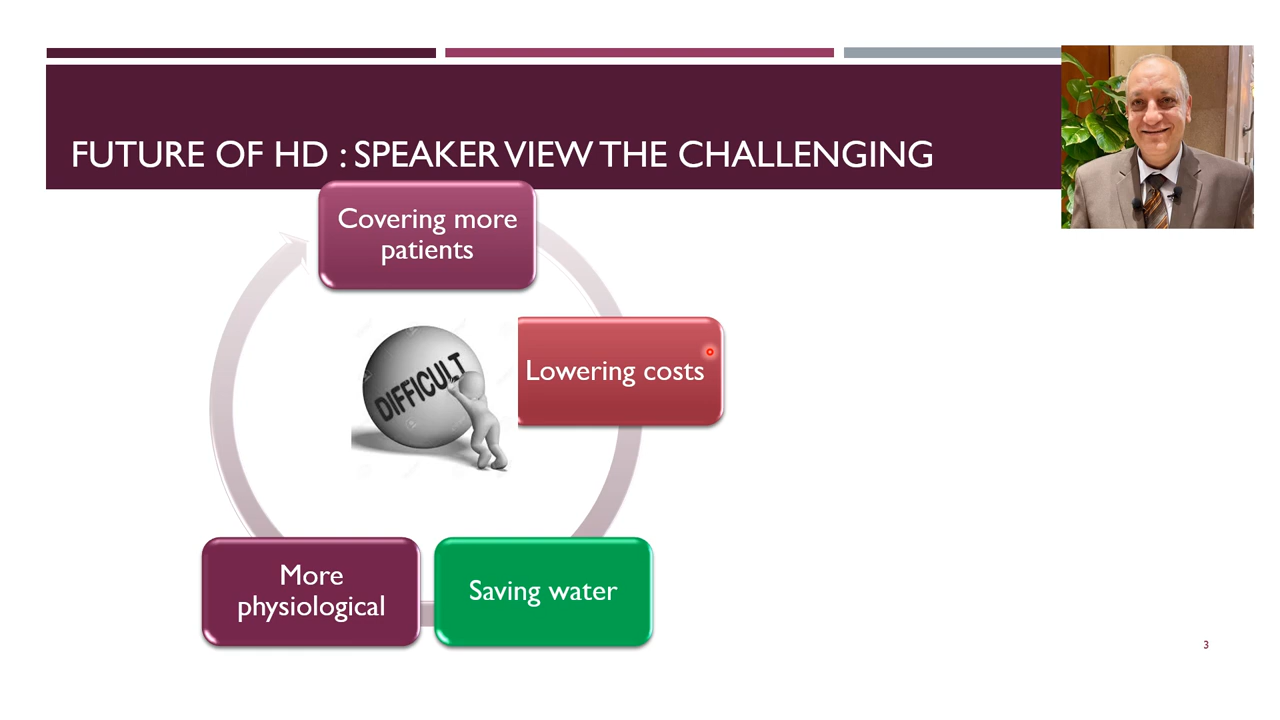 FUTURE OF HD : SPEAKER VIEW THE CHALLENGING
Covering more
patients
DIFFICULT
Lowering costs
More
physiological
Saving water
3